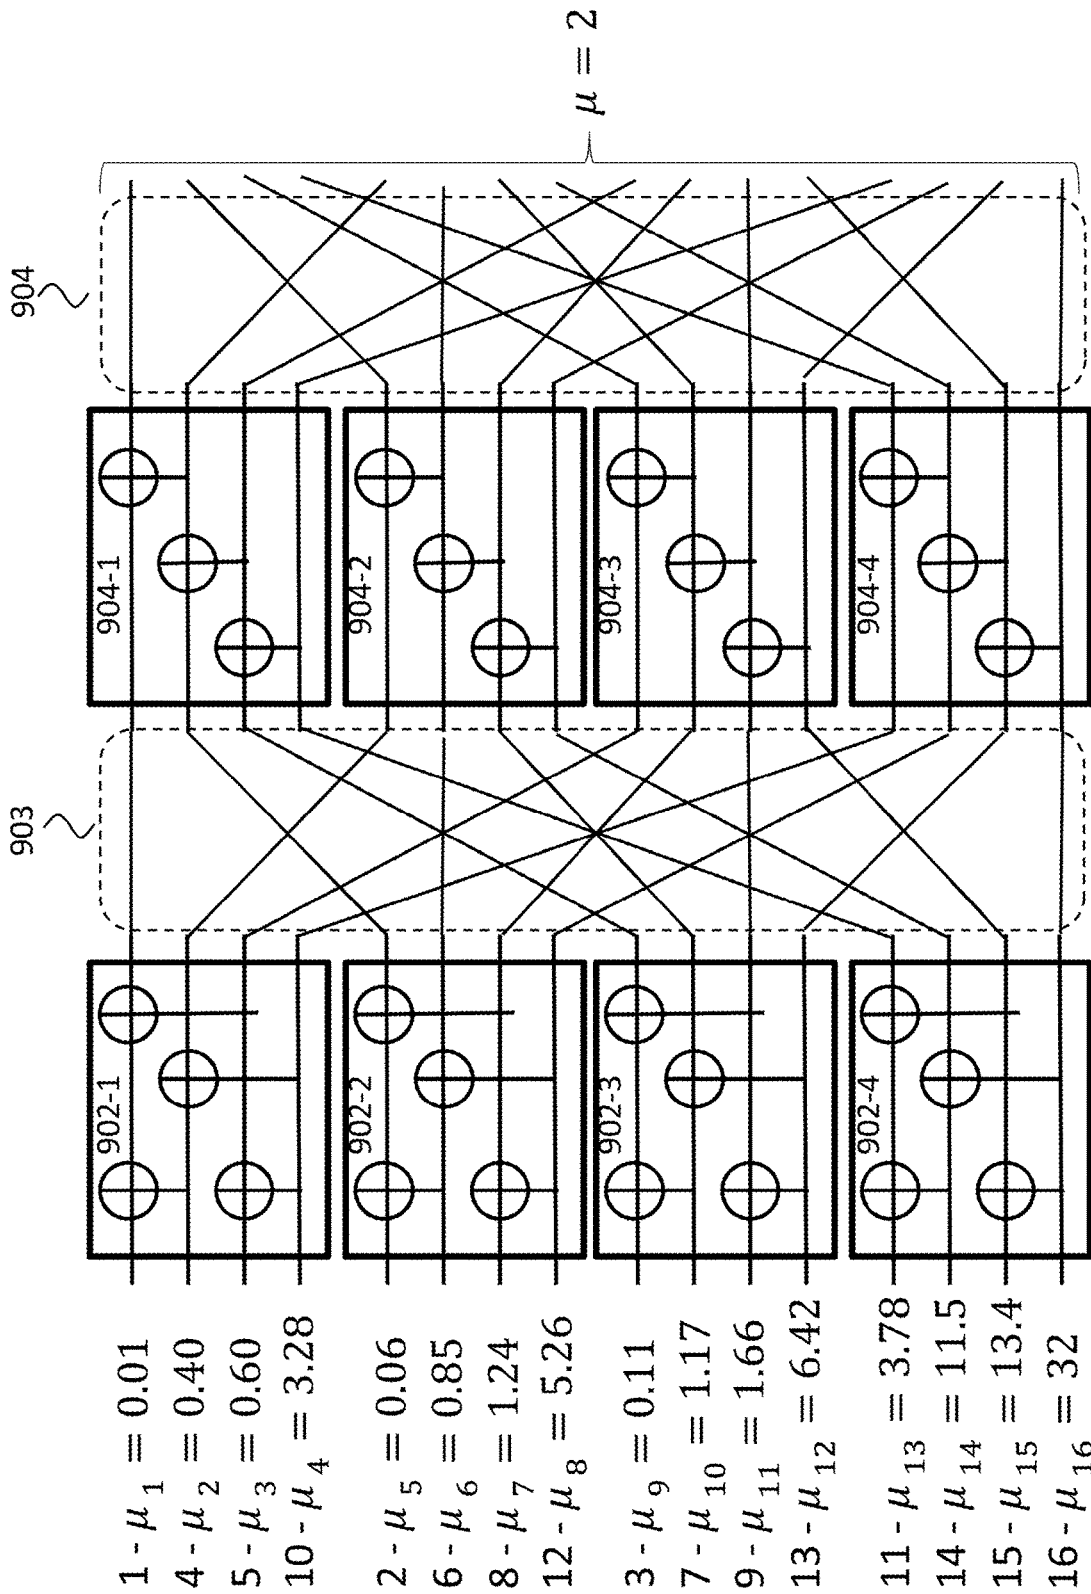 904
903
μ = 2
904-1
904-2
904-3
904-4
902-1
902-2
902-3
902-4
1 - μ₁ = 0.01
4 - μ₂ = 0.40
5 - μ₃ = 0.60
10 - μ₄ = 3.28
2 - μ₅ = 0.06
6 - μ₆ = 0.85
8 - μ₇ = 1.24
12 - μ₈ = 5.26
3 - μ₉ = 0.11
7 - μ₁₀ = 1.17
9 - μ₁₁ = 1.66
13 - μ₁₂ = 6.42
11 - μ₁₃ = 3.78
14 - μ₁₄ = 11.5
15 - μ₁₅ = 13.4
16 - μ₁₆ = 32